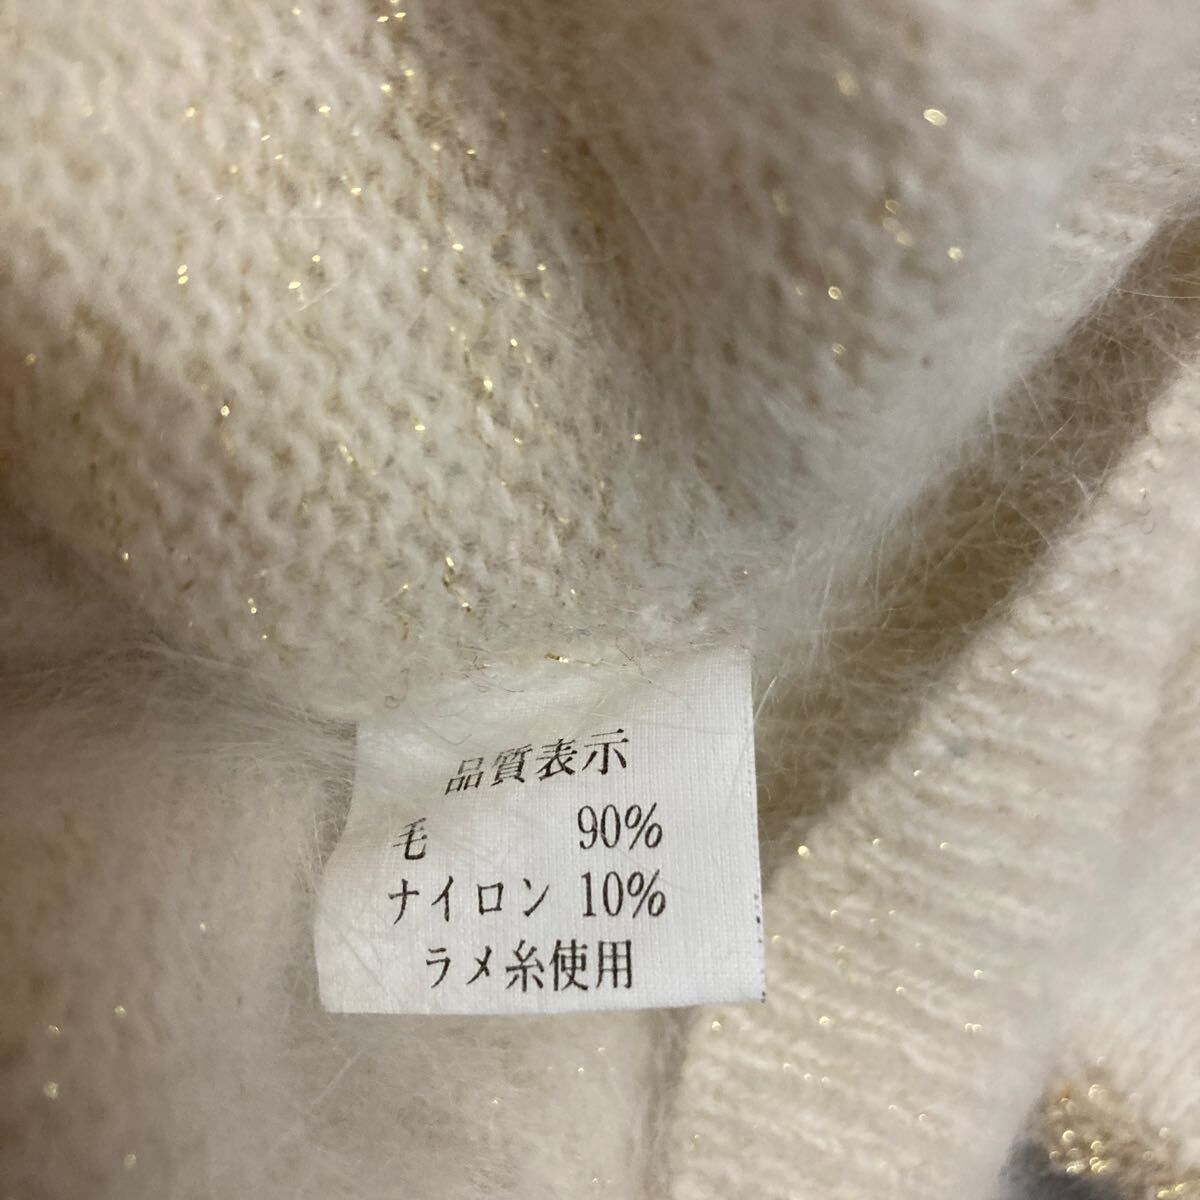 品質表示
毛 90%
ナイロン 10%
ラメ糸使用